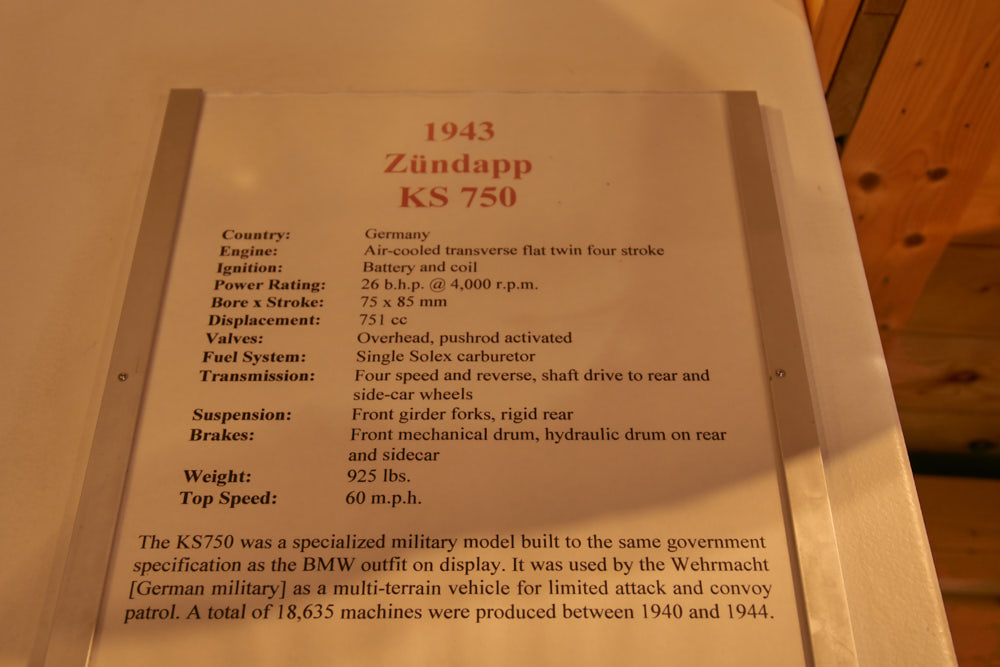 1943
Zündapp
KS 750
Country: Germany
Engine: Air-cooled transverse flat twin four stroke
Ignition: Battery and coil
Power Rating: 26 b.h.p. @ 4,000 r.p.m.
Bore x Stroke: 75 x 85 mm
Displacement: 751 cc
Valves: Overhead, pushrod activated
Fuel System: Single Solex carburetor
Transmission: Four speed and reverse, shaft drive to rear and
side-car wheels
Suspension: Front girder forks, rigid rear
Brakes: Front mechanical drum, hydraulic drum on rear
and sidecar
Weight: 925 lbs.
Top Speed: 60 m.p.h.
The KS750 was a specialized military model built to the same government
specification as the BMW outfit on display. It was used by the Wehrmacht
[German military] as a multi-terrain vehicle for limited attack and convoy
patrol. A total of 18,635 machines were produced between 1940 and 1944.